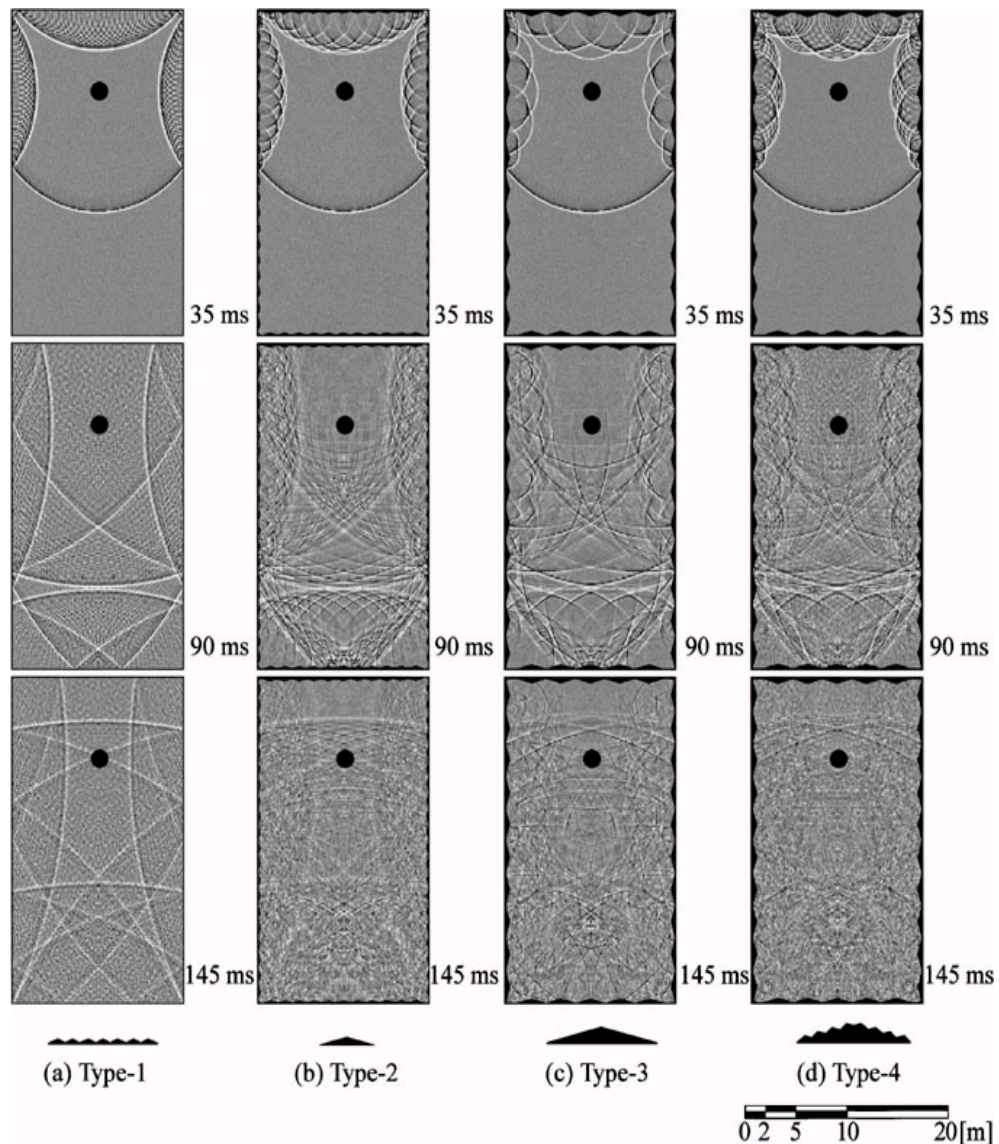 35 ms 35 ms 35 ms 35 ms
90 ms 90 ms 90 ms 90 ms
145 ms 145 ms 145 ms 145 ms
(a) Type-1 (b) Type-2 (c) Type-3 (d) Type-4
0 2 5 10 20[m]